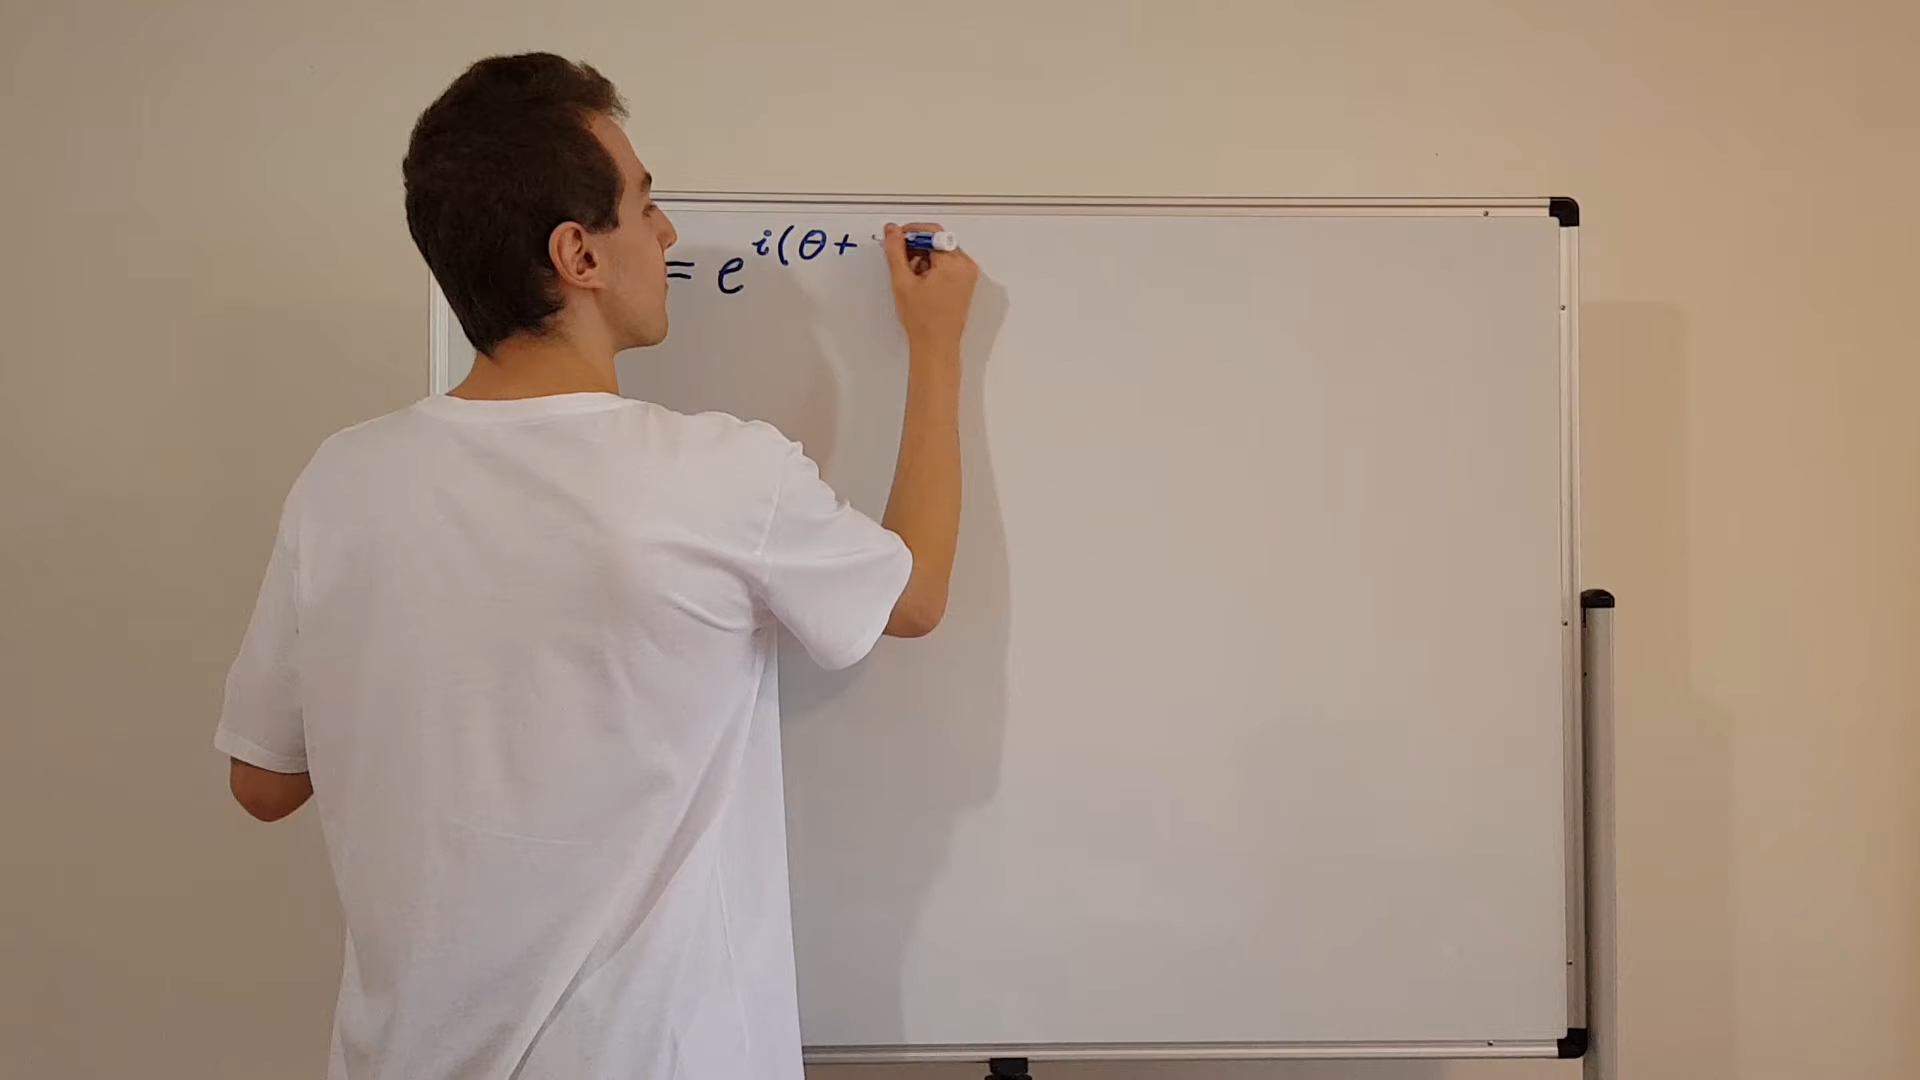 = e^{i(θ+